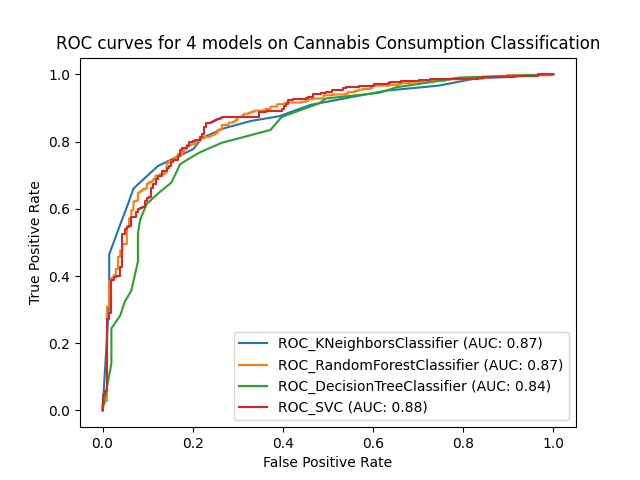 ROC curves for 4 models on Cannabis Consumption Classification
True Positive Rate
1.0
0.8
0.6
0.4
0.2
0.0
ROC_KNeighborsClassifier (AUC: 0.87)
ROC_RandomForestClassifier (AUC: 0.87)
ROC_DecisionTreeClassifier (AUC: 0.84)
ROC_SVC (AUC: 0.88)
0.0 0.2 0.4 0.6 0.8 1.0
False Positive Rate